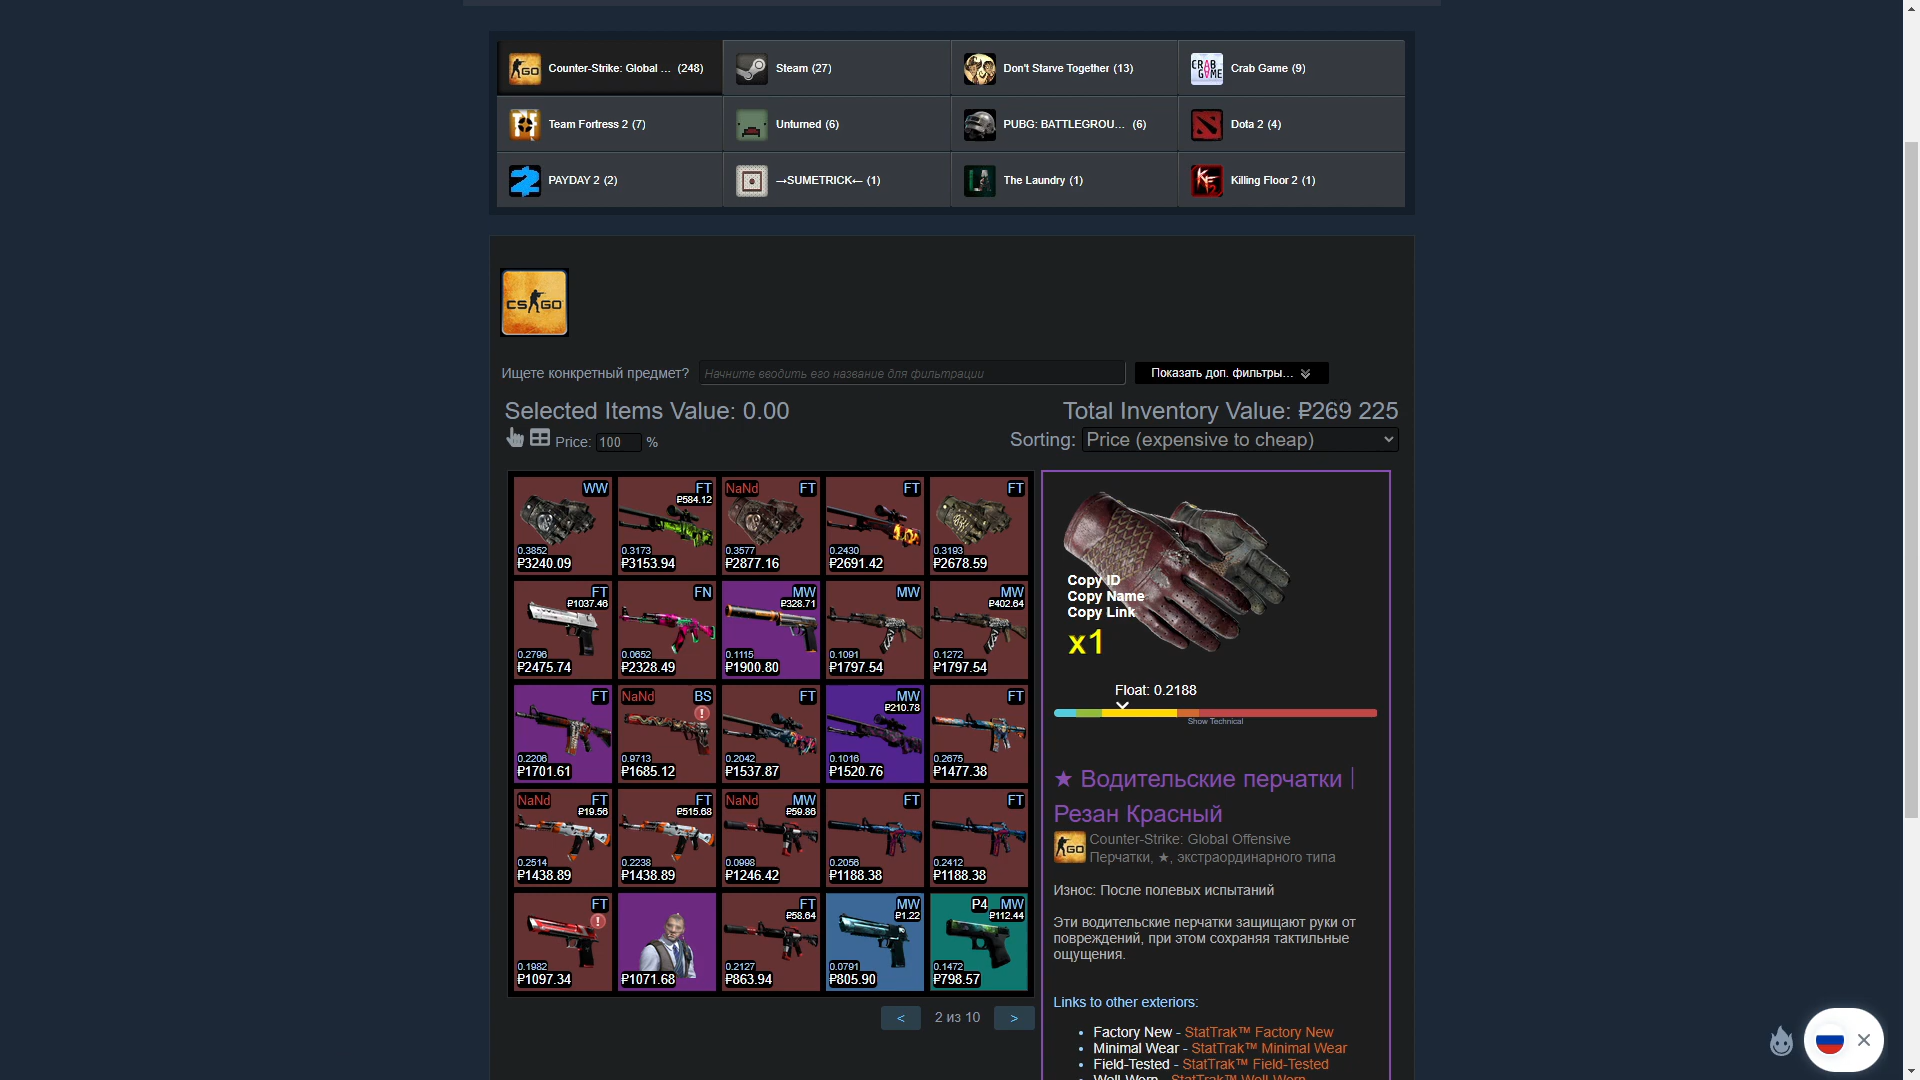 Counter-Strike: Global ... (248)
Steam (27)
Don't Starve Together (13)
Crab Game (9)
Team Fortress 2 (7)
Unturned (6)
PUBG: BATTLEGROU... (6)
Dota 2 (4)
PAYDAY 2 (2)
→SUMETRICK← (1)
The Laundry (1)
Killing Floor 2 (1)
CS GO
Ищете конкретный предмет?
Начните вводить его название для фильтрации
Показать доп. фильтры...
Selected Items Value: 0.00
Total Inventory Value: ₽269 225
Price: 100 %
Sorting: Price (expensive to cheap)
WW
0.3852
₽3240.09
FT
₽584.12
0.3173
₽3153.94
NaNd FT
0.3577
₽2877.16
FT
0.2430
₽2691.42
FT
0.3193
₽2678.59
FT
₽1037.46
0.2796
₽2475.74
FN
0.0652
₽2328.49
MW
₽328.71
0.1115
₽1900.80
MW
0.1091
₽1797.54
MW
₽402.64
0.1272
₽1797.54
FT
0.2206
₽1701.61
NaNd BS
0.9713
₽1685.12
FT
0.2042
₽1537.87
MW
₽210.78
0.1016
₽1520.76
FT
0.2675
₽1477.38
NaNd FT
₽19.56
0.2514
₽1438.89
FT
₽515.68
0.2238
₽1438.89
NaNd MW
₽59.86
0.0998
₽1246.42
FT
0.2056
₽1188.38
FT
0.2412
₽1188.38
FT
0.1982
₽1097.34
₽1071.68
FT
₽58.64
0.2127
₽863.94
MW
₽1.22
0.0791
₽805.90
P4 MW
₽112.44
0.1472
₽798.57
< 2 из 10 >
Copy ID
Copy Name
Copy Link
x1
Float: 0.2188
Show Technical
★ Водительские перчатки |
Резан Красный
Counter-Strike: Global Offensive
Перчатки, ★, экстраординарного типа
Износ: После полевых испытаний
Эти водительские перчатки защищают руки от
повреждений, при этом сохраняя тактильные
ощущения.
Links to other exteriors:
Factory New - StatTrak™ Factory New
Minimal Wear - StatTrak™ Minimal Wear
Field-Tested - StatTrak™ Field-Tested
Well-Worn - StatTrak™ Well-Worn